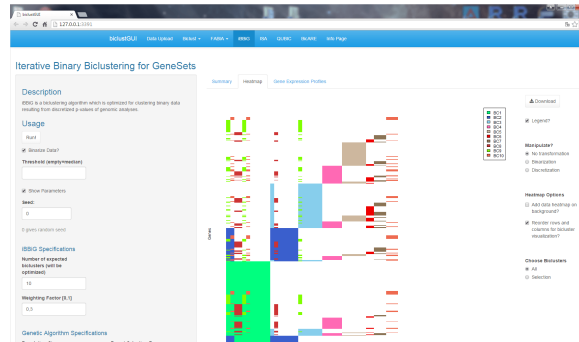 biclustGUI
127.0.0.1:
biclustGUI Data Upload Biclust FABIA iBBiG ISA QUBIC BicARE Info Page
Iterative Binary Biclustering for GeneSets
Summary Heatmap Gene Expression Profiles
Description
iBBiG is a biclustering algorithm which is optimized for clustering binary data
resulting from discretized p-values of genomic analyses.
Usage
Run!
Binarize Data?
Threshold (empty=median)
Show Parameters
Seed:
0
0 gives random seed
iBBiG Specifications
Number of expected
biclusters (will be
optimized)
10
Weighting Factor [0,1]
0.5
Genetic Algorithm Specifications
Genes
BC1
BC2
BC3
BC4
BC5
BC6
BC7
BC8
BC9
BC10
Download
Legend?
Manipulate?
No transformation
Binarization
Discretization
Heatmap Options
Add data heatmap on
background?
Reorder rows and
columns for bicluster
visualization?
Choose Biclusters
All
Selection